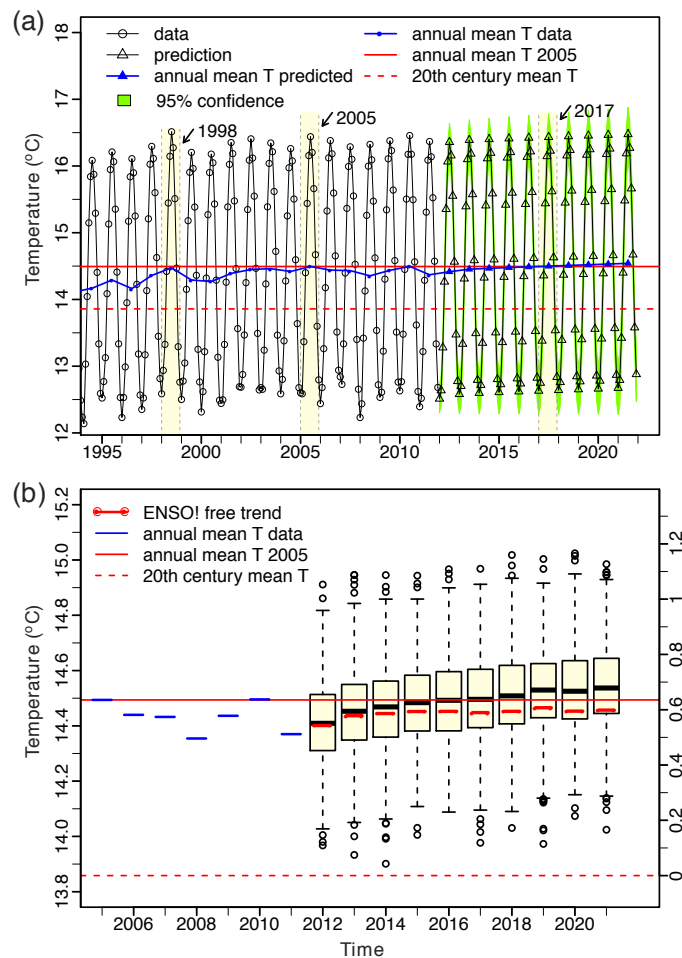 (a)
data
prediction
annual mean T predicted
95% confidence
annual mean T data
annual mean T 2005
20th century mean T
1998
2005
2017
Temperature (°C)
18
17
16
15
14
13
12
1995
2000
2005
2010
2015
2020
(b)
ENSO! free trend
annual mean T data
annual mean T 2005
20th century mean T
Temperature (°C)
15.2
15.0
14.8
14.6
14.4
14.2
14.0
13.8
1.2
1
0.8
0.6
0.4
0.2
0
2006
2008
2010
2012
2014
2016
2018
2020
Time